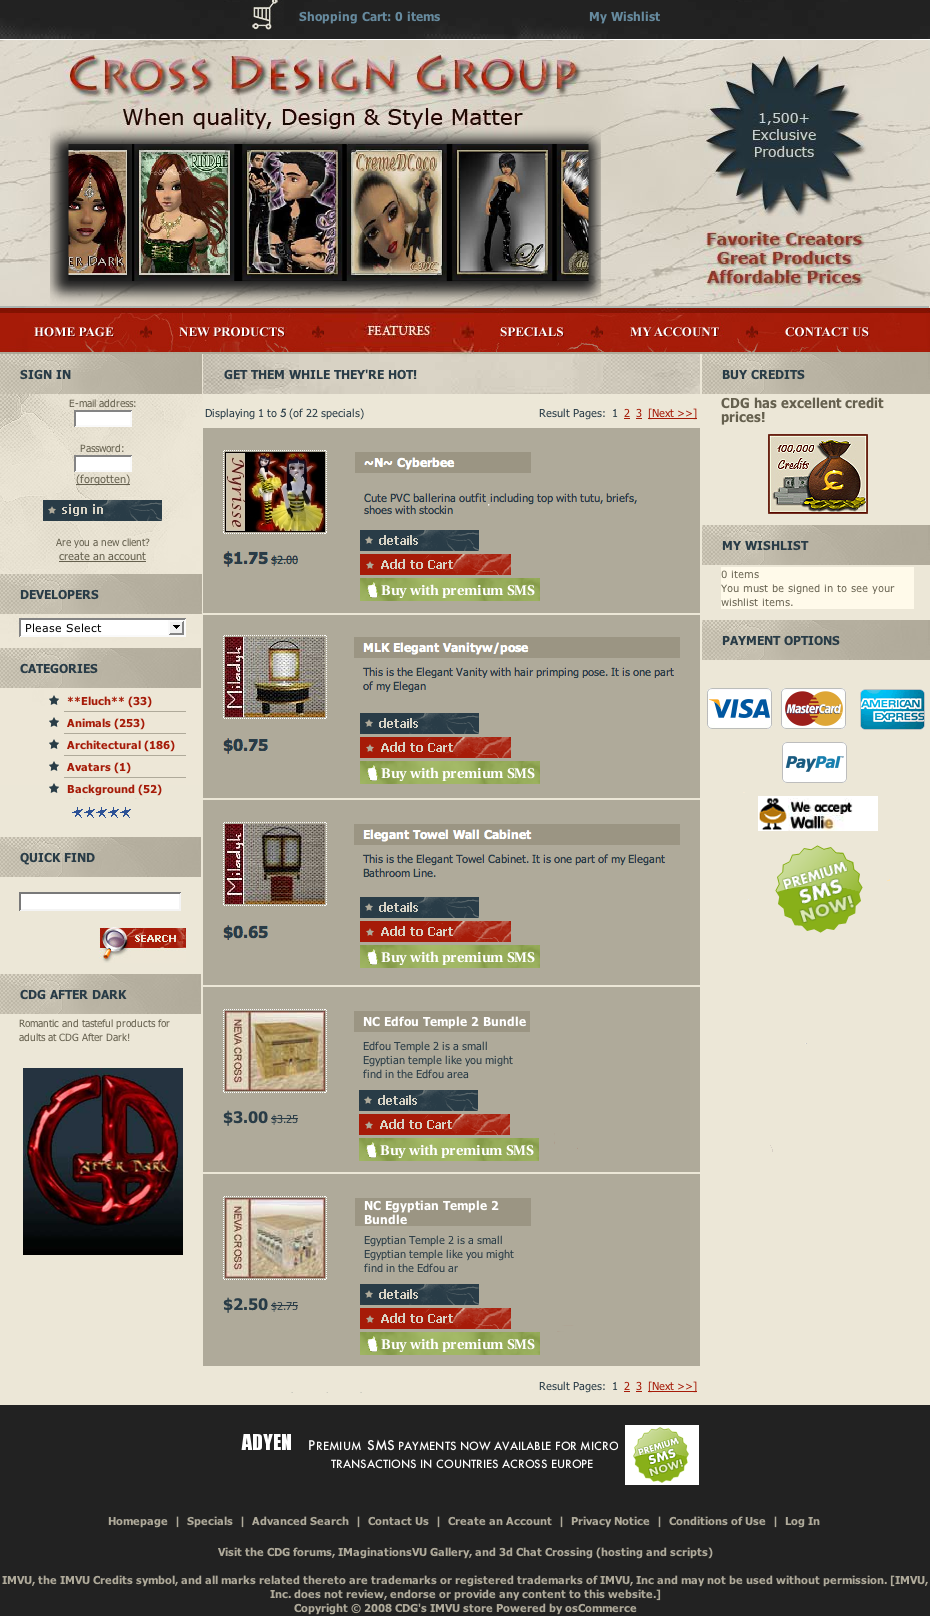 Shopping Cart: 0 items
My Wishlist
Cross Design Group
When quality, Design & Style Matter
ER DARK
CremeDCoco
1,500+
Exclusive
Products
Favorite Creators
Great Products
Affordable Prices
HOME PAGE
NEW PRODUCTS
FEATURES
SPECIALS
MY ACCOUNT
CONTACT US
SIGN IN
E-mail address:
Password:
(forgotten)
sign in
Are you a new client?
create an account
DEVELOPERS
Please Select
CATEGORIES
**Eluch** (33)
Animals (253)
Architectural (186)
Avatars (1)
Background (52)
QUICK FIND
SEARCH
CDG AFTER DARK
Romantic and tasteful products for
adults at CDG After Dark!
After Dark
GET THEM WHILE THEY'RE HOT!
Displaying 1 to 5 (of 22 specials)
Result Pages: 1 2 3 [Next >>]
Nyrisse
~N~ Cyberbee
Cute PVC ballerina outfit including top with tutu, briefs,
shoes with stockin
$1.75 $2.00
details
Add to Cart
Buy with premium SMS
Miladyk
MLK Elegant Vanityw/pose
This is the Elegant Vanity with hair primping pose. It is one part
of my Elegan
$0.75
details
Add to Cart
Buy with premium SMS
Miladyk
Elegant Towel Wall Cabinet
This is the Elegant Towel Cabinet. It is one part of my Elegant
Bathroom Line.
$0.65
details
Add to Cart
Buy with premium SMS
NEVA CROSS
NC Edfou Temple 2 Bundle
Edfou Temple 2 is a small
Egyptian temple like you might
find in the Edfou area
$3.00 $3.25
details
Add to Cart
Buy with premium SMS
NEVA CROSS
NC Egyptian Temple 2
Bundle
Egyptian Temple 2 is a small
Egyptian temple like you might
find in the Edfou ar
$2.50 $2.75
details
Add to Cart
Buy with premium SMS
Result Pages: 1 2 3 [Next >>]
BUY CREDITS
CDG has excellent credit
prices!
100,000
Credits
£
MY WISHLIST
0 items
You must be signed in to see your
wishlist items.
PAYMENT OPTIONS
VISA
MasterCard
AMERICAN
EXPRESS
PayPal
We accept
Wallie
PREMIUM
SMS
NOW!
ADYEN
Premium SMS payments now available for micro
transactions in countries across Europe
PREMIUM
SMS
NOW!
Homepage | Specials | Advanced Search | Contact Us | Create an Account | Privacy Notice | Conditions of Use | Log In
Visit the CDG forums, IMaginationsVU Gallery, and 3d Chat Crossing (hosting and scripts)
IMVU, the IMVU Credits symbol, and all marks related thereto are trademarks or registered trademarks of IMVU, Inc and may not be used without permission. [IMVU,
Inc. does not review, endorse or provide any content to this website.]
Copyright © 2008 CDG's IMVU store Powered by osCommerce